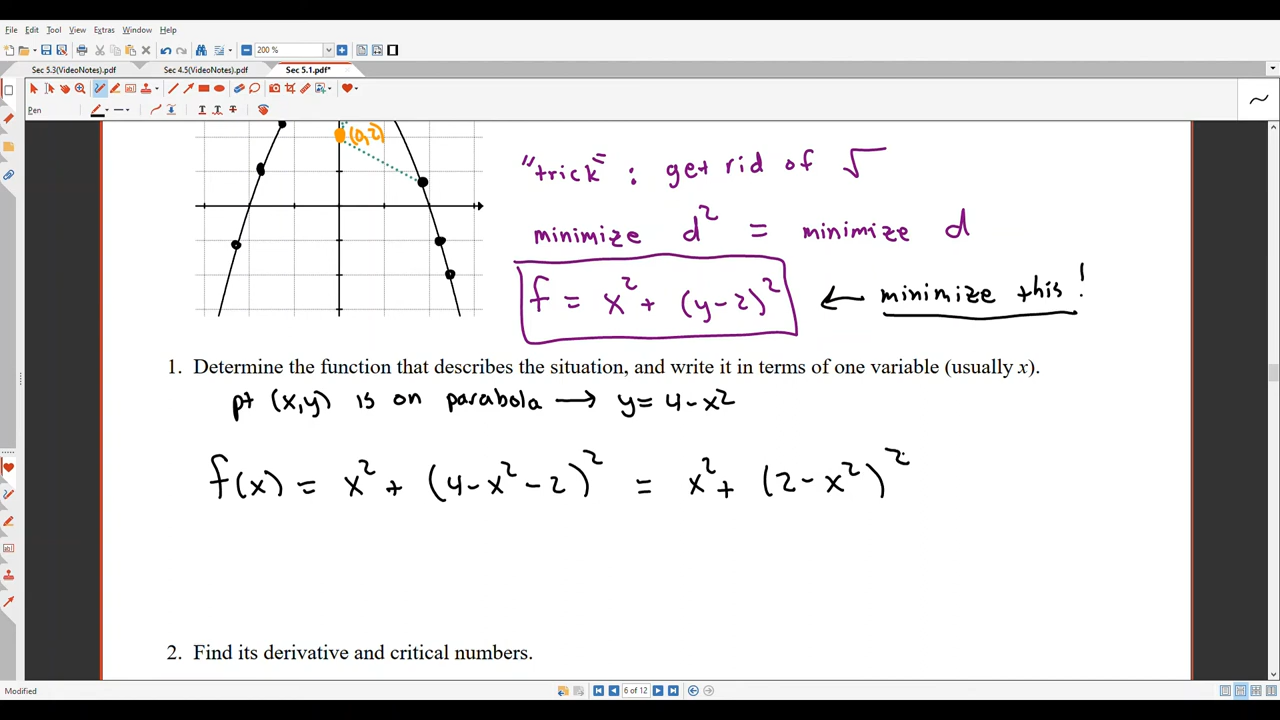 File Edit Tool View Extras Window Help
200 %
Sec 5.3(VideoNotes).pdf Sec 4.5(VideoNotes).pdf Sec 5.1.pdf*
Pen
(0,2)
"trick" : get rid of √
minimize d² = minimize d
f = x² + (y-2)² ← minimize this!
1. Determine the function that describes the situation, and write it in terms of one variable (usually x).
pt (x,y) is on parabola → y = 4-x²
f(x) = x² + (4-x²-2)² = x² + (2-x²)²
2. Find its derivative and critical numbers.
Modified 6 of 12